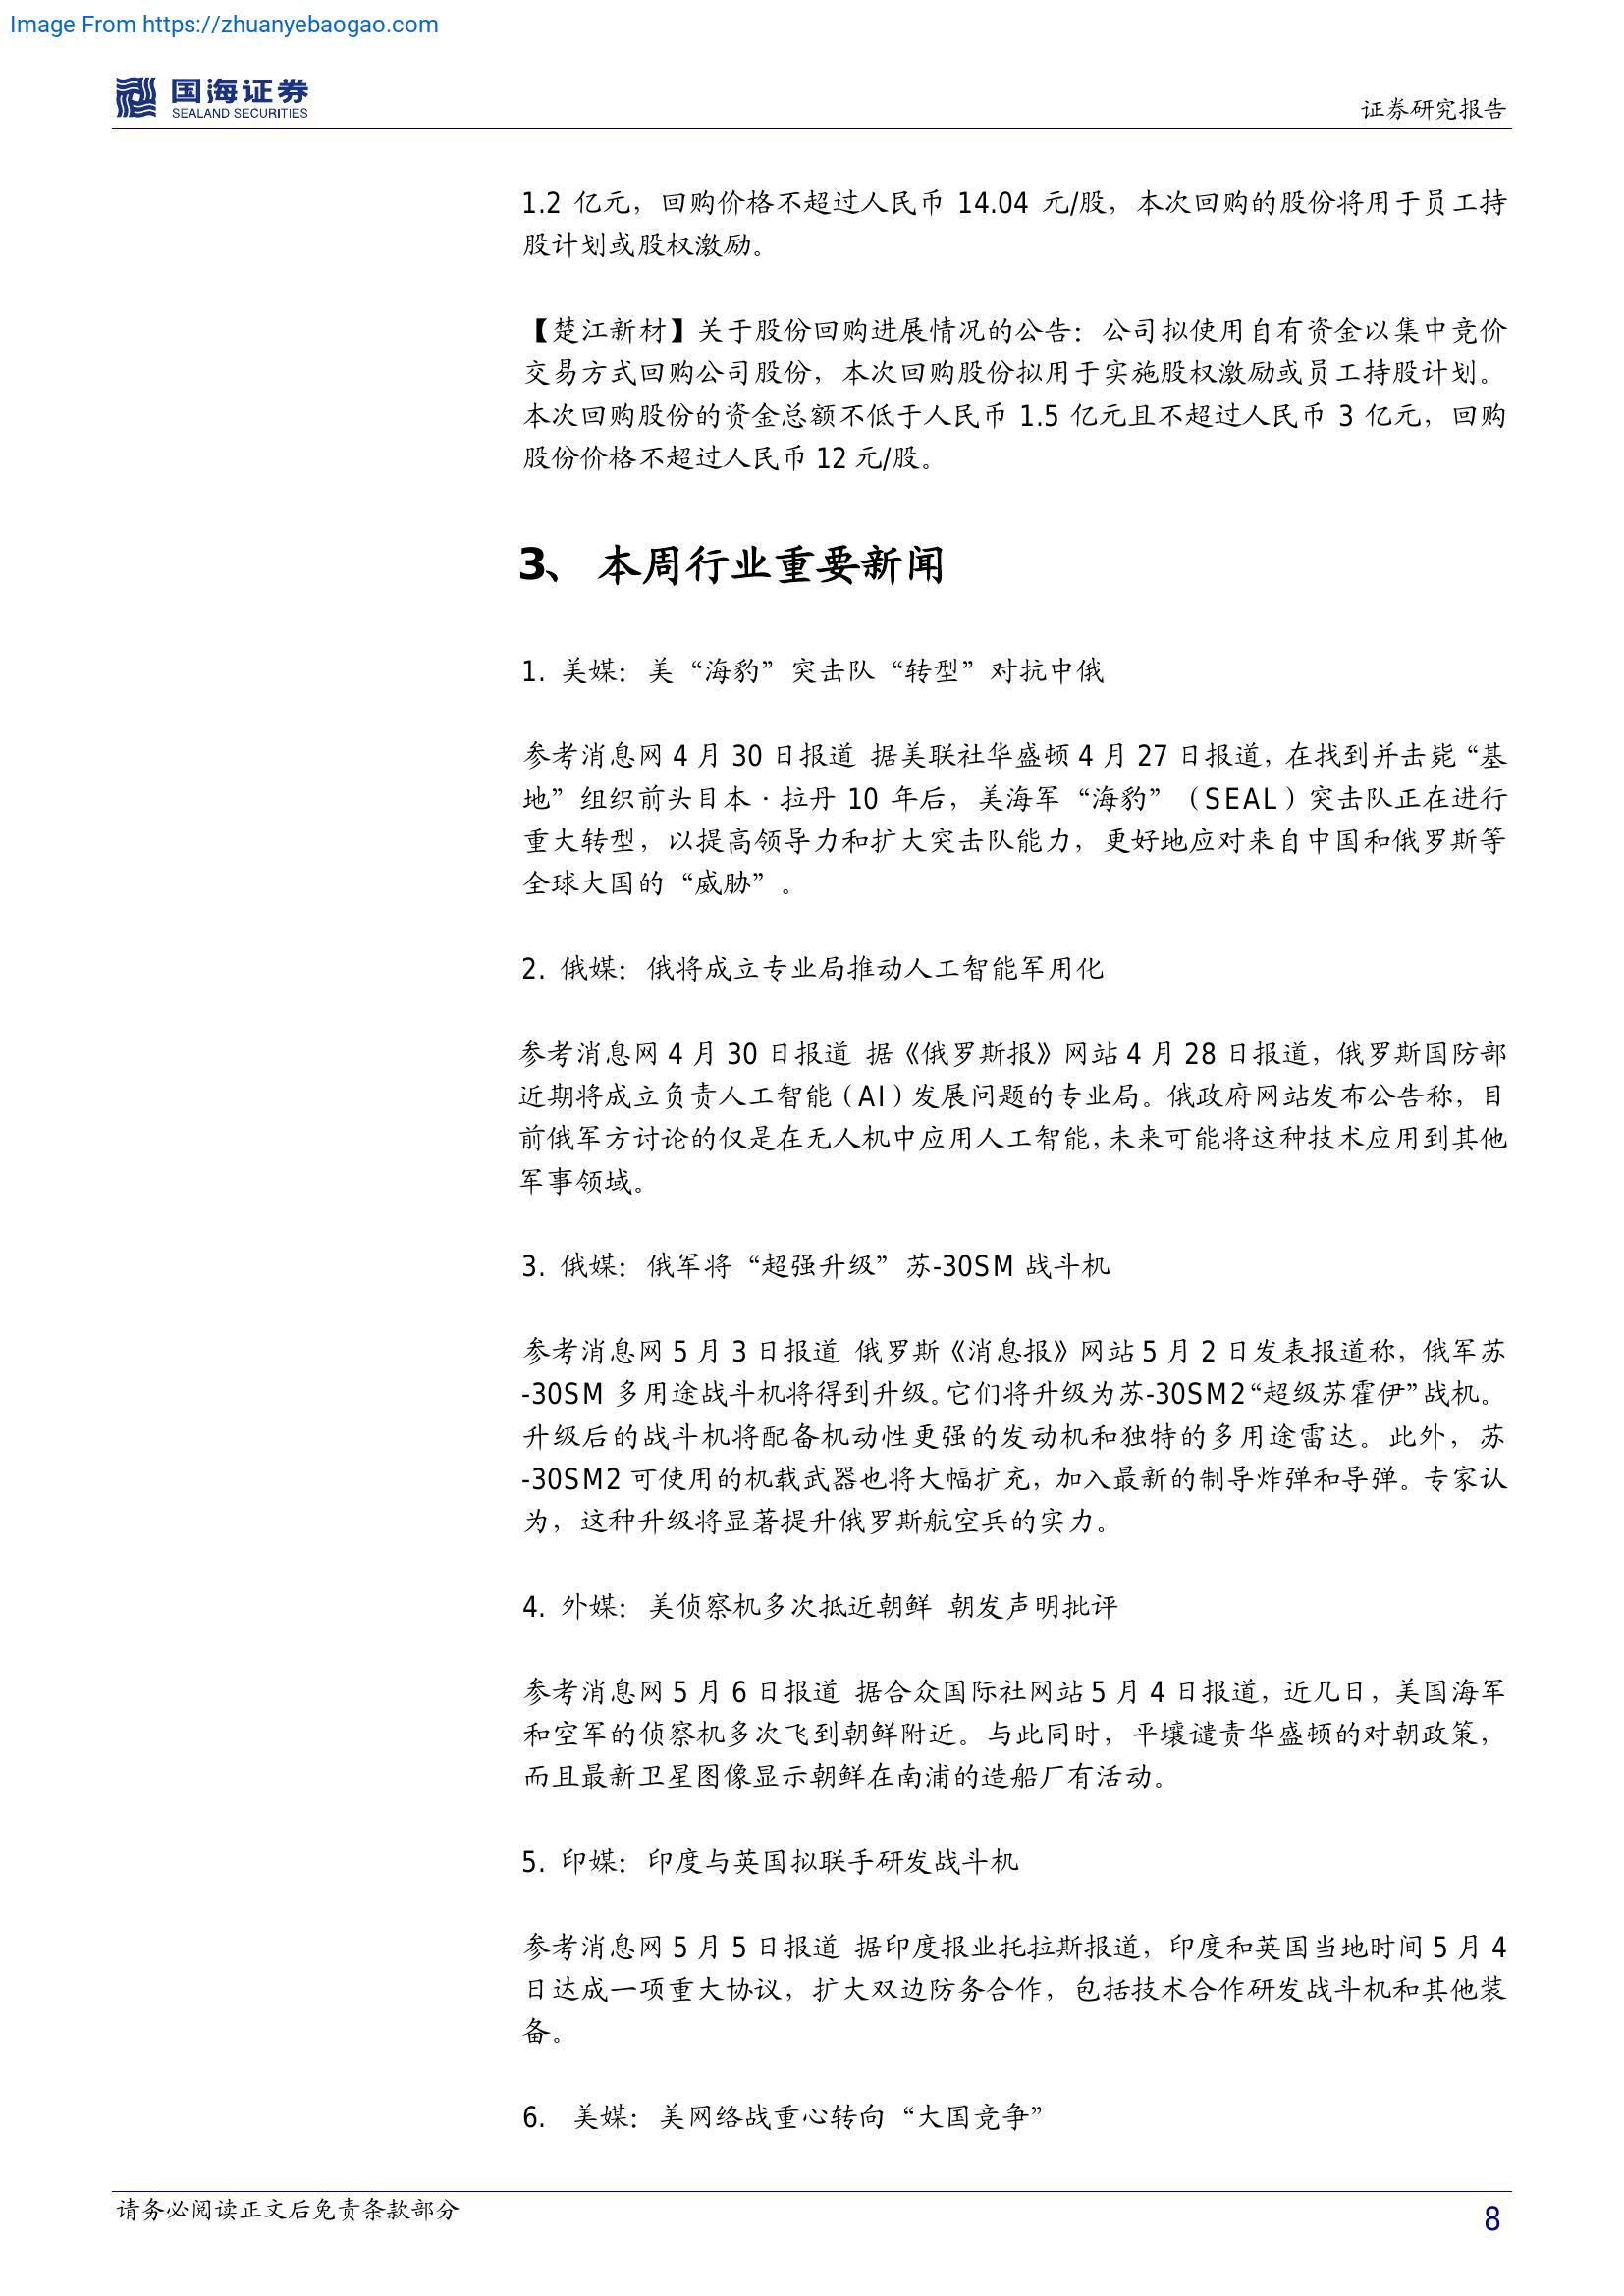 Image From https://zhuanyebaogao.com
国海证券
SEALAND SECURITIES
证券研究报告
1.2 亿元，回购价格不超过人民币 14.04 元/股，本次回购的股份将用于员工持
股计划或股权激励。
【楚江新材】关于股份回购进展情况的公告：公司拟使用自有资金以集中竞价
交易方式回购公司股份，本次回购股份拟用于实施股权激励或员工持股计划。
本次回购股份的资金总额不低于人民币 1.5 亿元且不超过人民币 3 亿元，回购
股份价格不超过人民币 12 元/股。
3、 本周行业重要新闻
1. 美媒：美“海豹”突击队“转型”对抗中俄
参考消息网 4 月 30 日报道 据美联社华盛顿 4 月 27 日报道，在找到并击毙“基
地”组织前头目本·拉丹 10 年后，美海军“海豹”（SEAL）突击队正在进行
重大转型，以提高领导力和扩大突击队能力，更好地应对来自中国和俄罗斯等
全球大国的“威胁”。
2. 俄媒：俄将成立专业局推动人工智能军用化
参考消息网 4 月 30 日报道 据《俄罗斯报》网站 4 月 28 日报道，俄罗斯国防部
近期将成立负责人工智能（AI）发展问题的专业局。俄政府网站发布公告称，目
前俄军方讨论的仅是在无人机中应用人工智能，未来可能将这种技术应用到其他
军事领域。
3. 俄媒：俄军将“超强升级”苏-30SM 战斗机
参考消息网 5 月 3 日报道 俄罗斯《消息报》网站 5 月 2 日发表报道称，俄军苏
-30SM 多用途战斗机将得到升级。它们将升级为苏-30SM2“超级苏霍伊”战机。
升级后的战斗机将配备机动性更强的发动机和独特的多用途雷达。此外，苏
-30SM2 可使用的机载武器也将大幅扩充，加入最新的制导炸弹和导弹。专家认
为，这种升级将显著提升俄罗斯航空兵的实力。
4. 外媒：美侦察机多次抵近朝鲜 朝发声明批评
参考消息网 5 月 6 日报道 据合众国际社网站 5 月 4 日报道，近几日，美国海军
和空军的侦察机多次飞到朝鲜附近。与此同时，平壤谴责华盛顿的对朝政策，
而且最新卫星图像显示朝鲜在南浦的造船厂有活动。
5. 印媒：印度与英国拟联手研发战斗机
参考消息网 5 月 5 日报道 据印度报业托拉斯报道，印度和英国当地时间 5 月 4
日达成一项重大协议，扩大双边防务合作，包括技术合作研发战斗机和其他装
备。
6. 美媒：美网络战重心转向“大国竞争”
请务必阅读正文后免责条款部分
8